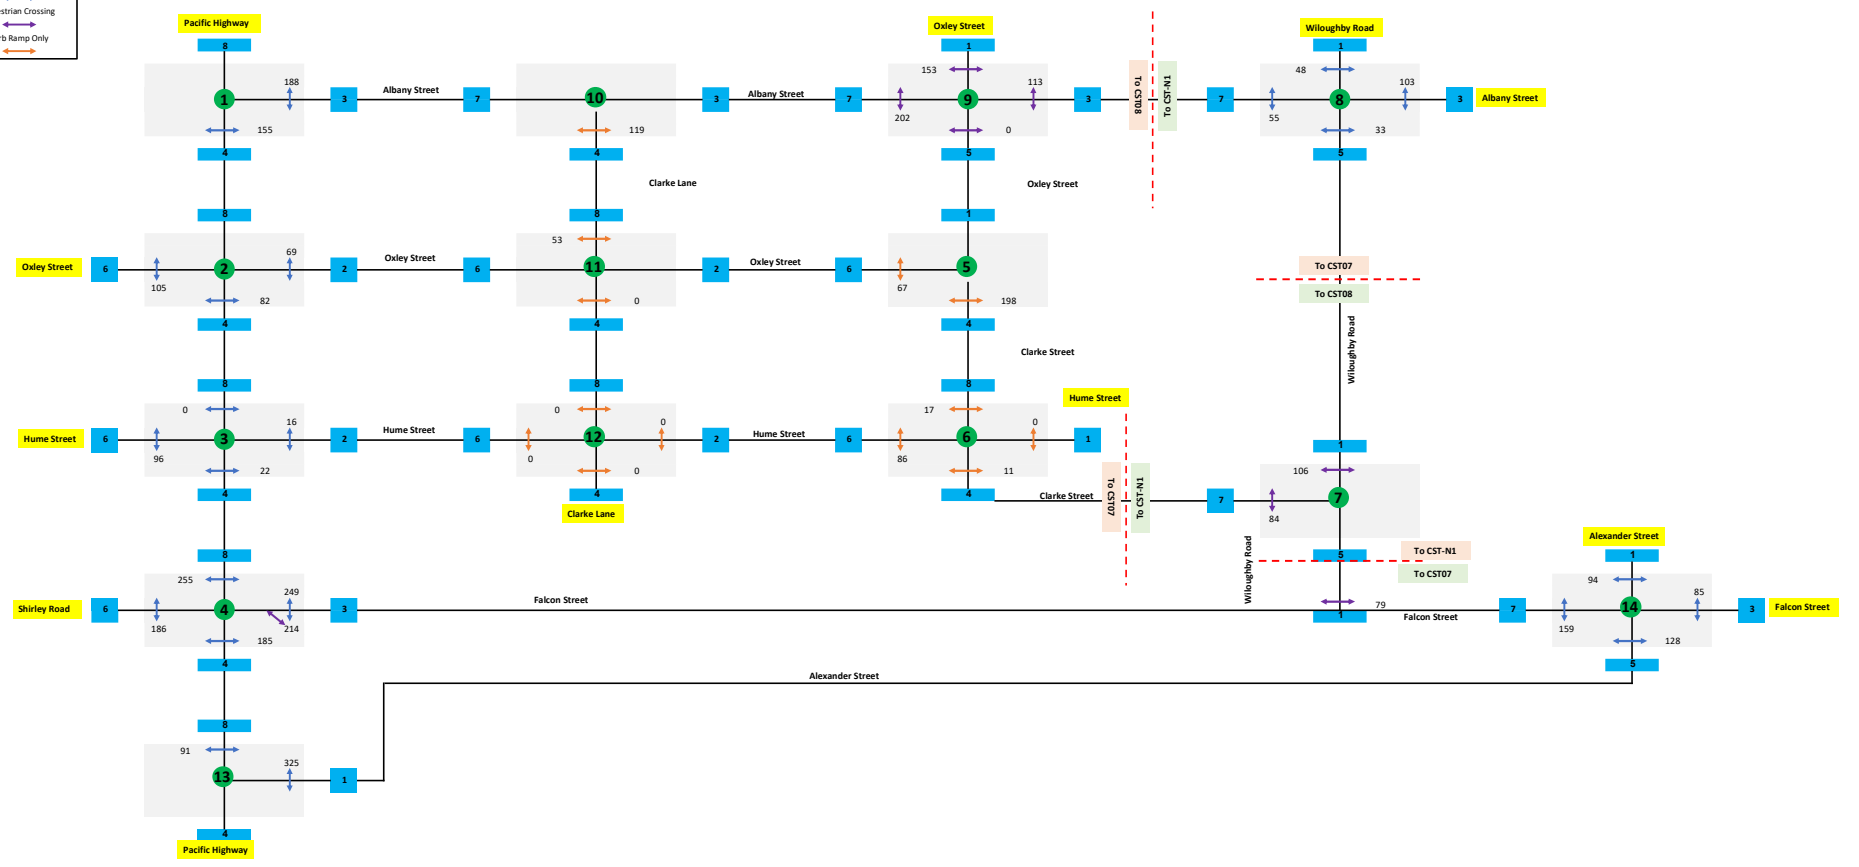 estrian Crossing
rb Ramp Only
Pacific Highway
8
188
1
3
Albany Street
7
155
4
10
3
Albany Street
7
119
4
Clarke Lane
Oxley Street
1
153
113
9
3
202
0
5
Oxley Street
To CST08
To CST-N1
Wiloughby Road
1
48
103
7
8
3
Albany Street
55
33
5
8
69
Oxley Street
6
2
2
Oxley Street
6
105
82
4
8
53
11
2
Oxley Street
6
0
4
1
5
67
198
4
Clarke Street
To CST07
To CST08
Wiloughby Road
8
0
16
Hume Street
6
3
2
Hume Street
6
96
22
4
8
0
0
12
2
Hume Street
6
0
0
4
Clarke Lane
8
17
0
6
1
Hume Street
86
11
4
Clarke Street
To CST07
To CST-N1
1
106
7
7
84
5
To CST-N1
To CST07
Wiloughby Road
8
255
249
Shirley Road
6
4
3
Falcon Street
186
214
185
4
79
1
Falcon Street
7
Alexander Street
1
94
85
14
3
Falcon Street
159
128
5
Alexander Street
8
91
325
13
1
4
Pacific Highway